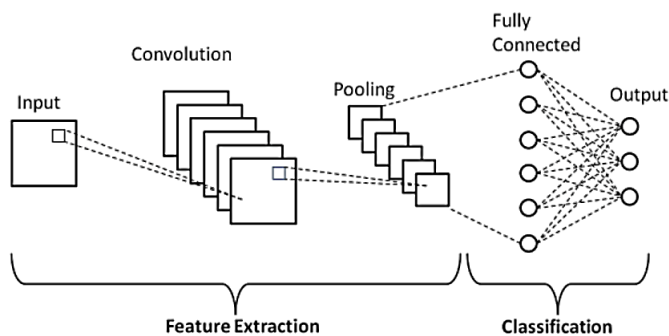 Input
Convolution
Pooling
Fully
Connected
Output
Feature Extraction
Classification